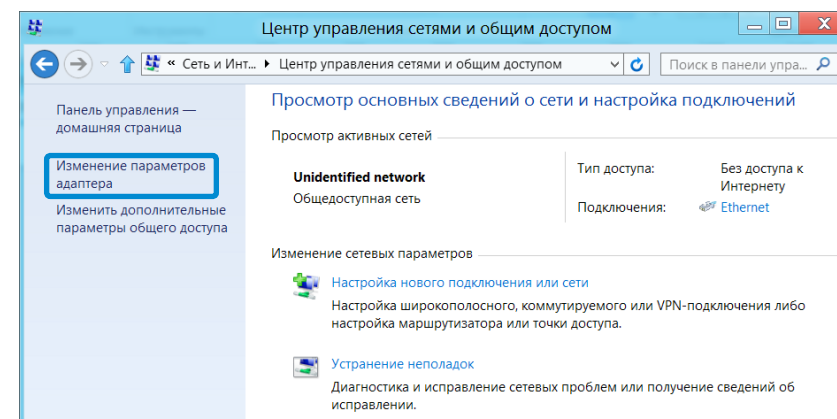 Центр управления сетями и общим доступом
« Сеть и Инт... Центр управления сетями и общим доступом
Поиск в панели упра...
Панель управления —
домашняя страница
Изменение параметров
адаптера
Изменить дополнительные
параметры общего доступа
Просмотр основных сведений о сети и настройка подключений
Просмотр активных сетей
Unidentified network
Общедоступная сеть
Тип доступа: Без доступа к
Интернету
Подключения: Ethernet
Изменение сетевых параметров
Настройка нового подключения или сети
Настройка широкополосного, коммутируемого или VPN-подключения либо
настройка маршрутизатора или точки доступа.
Устранение неполадок
Диагностика и исправление сетевых проблем или получение сведений об
исправлении.